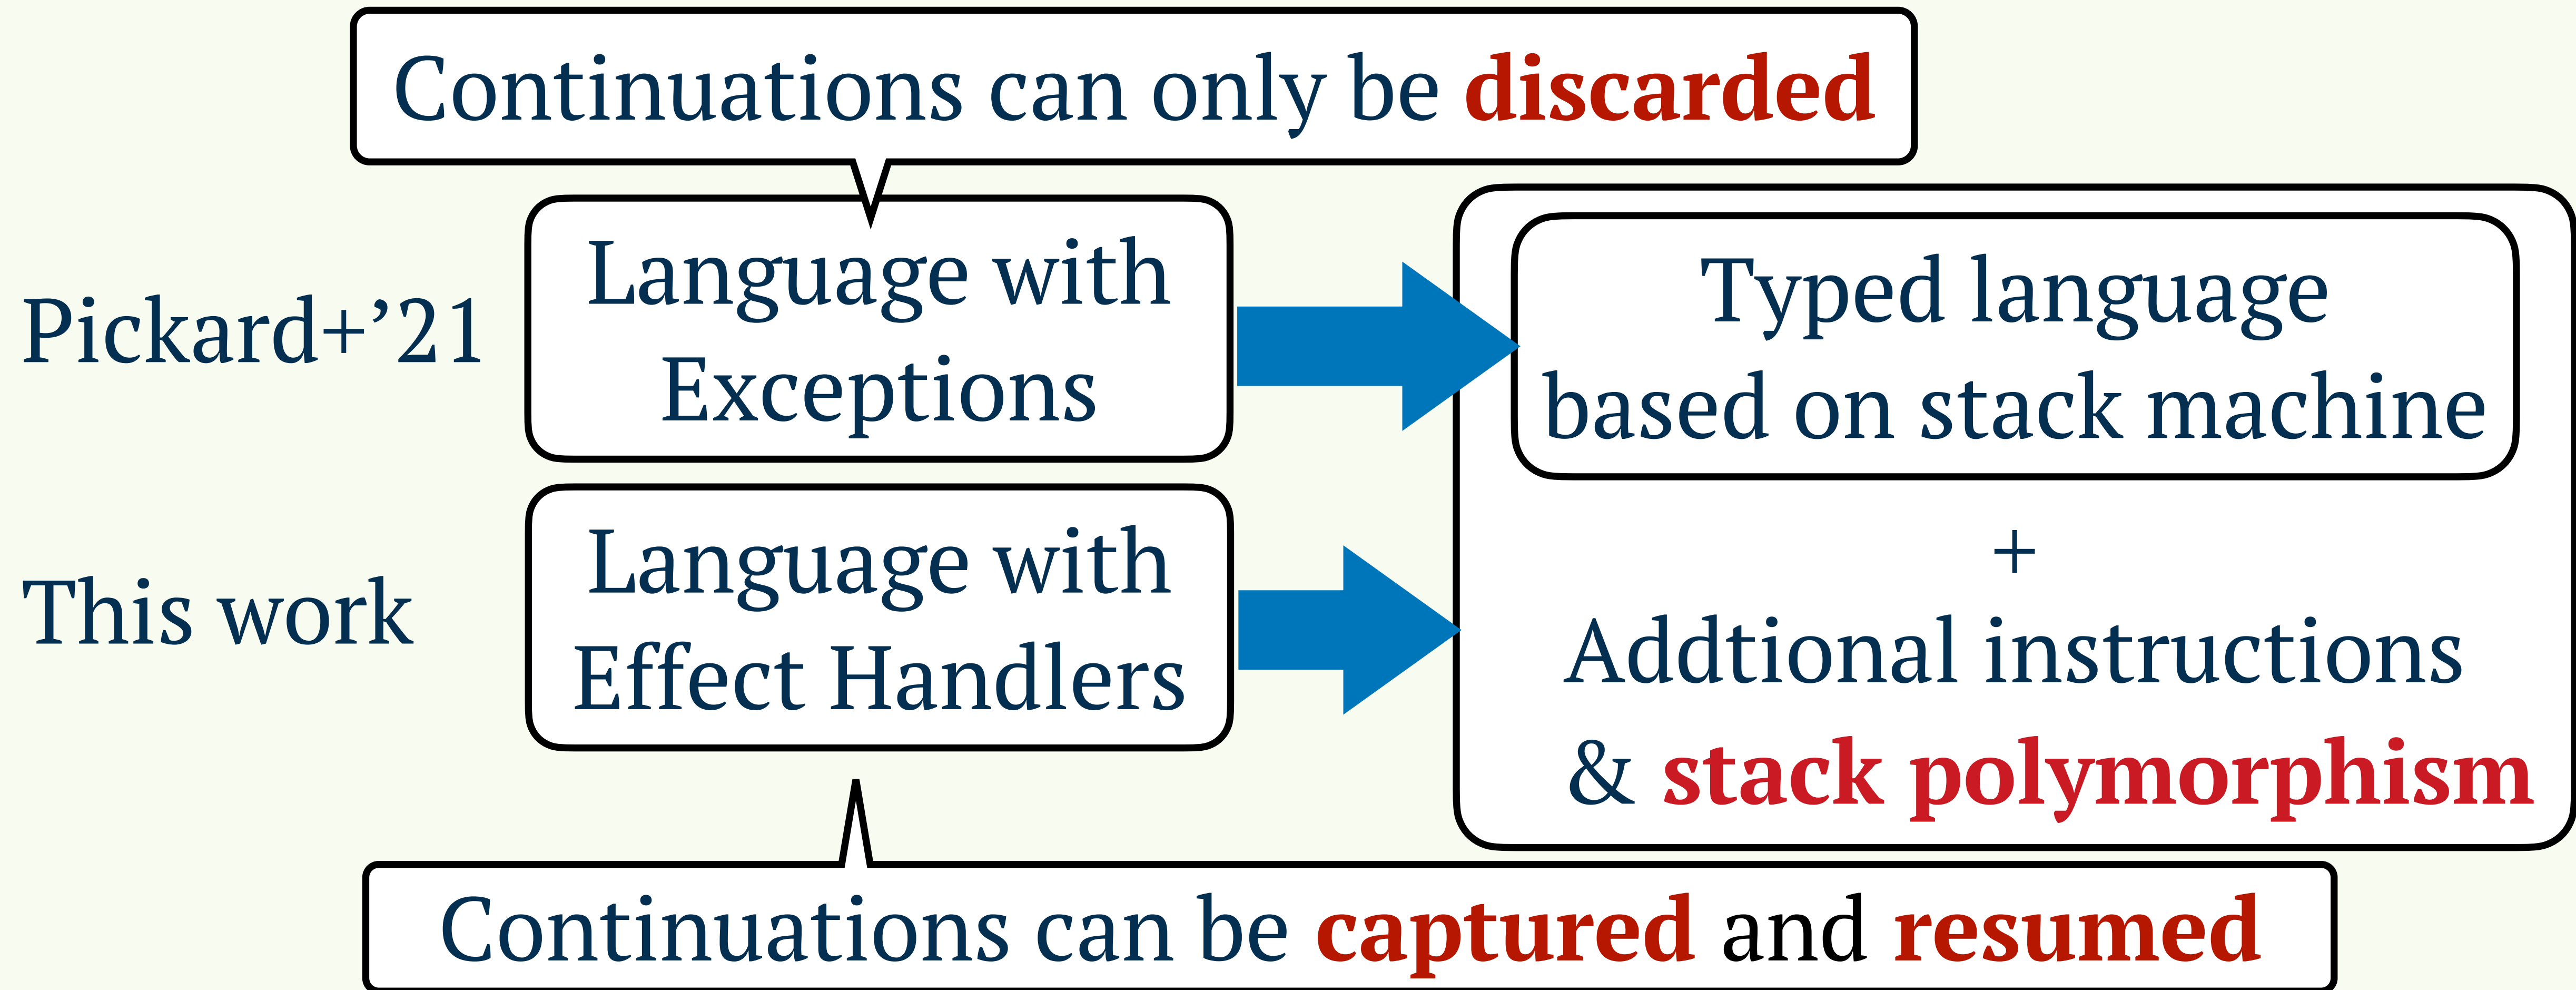 Continuations can only be discarded
Pickard+’21
Language with
Exceptions
Typed language
based on stack machine
+
Addtional instructions
& stack polymorphism
This work
Language with
Effect Handlers
Continuations can be captured and resumed